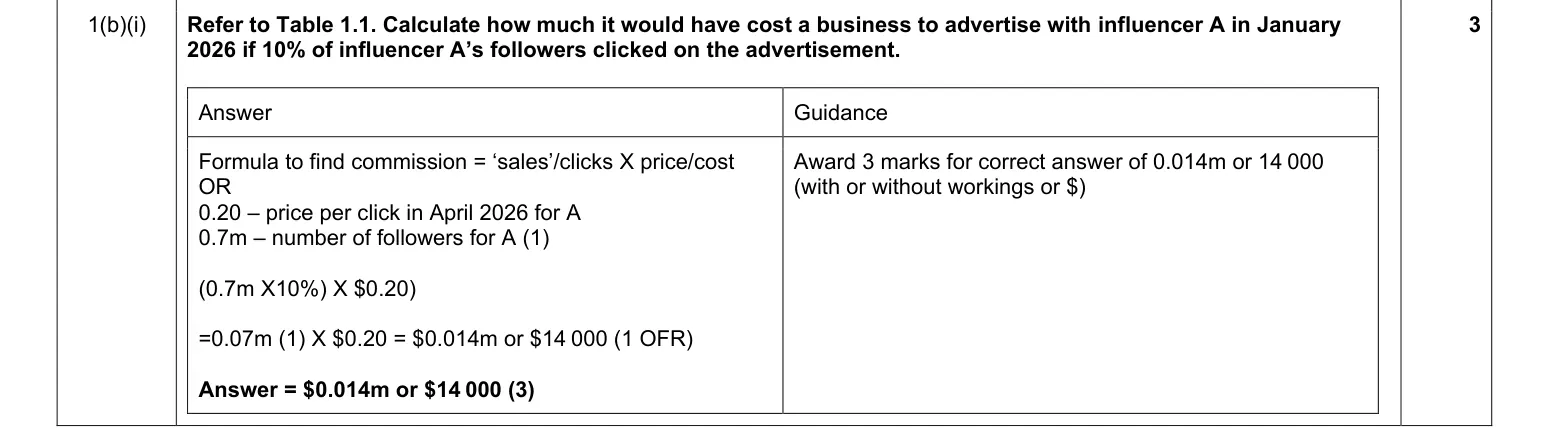 1(b)(i)
Refer to Table 1.1. Calculate how much it would have cost a business to advertise with influencer A in January
2026 if 10% of influencer A’s followers clicked on the advertisement.
3
Answer
Guidance
Formula to find commission = ‘sales’/clicks X price/cost
OR
0.20 – price per click in April 2026 for A
0.7m – number of followers for A (1)
(0.7m X10%) X $0.20)
=0.07m (1) X $0.20 = $0.014m or $14 000 (1 OFR)
Answer = $0.014m or $14 000 (3)
Award 3 marks for correct answer of 0.014m or 14 000
(with or without workings or $)